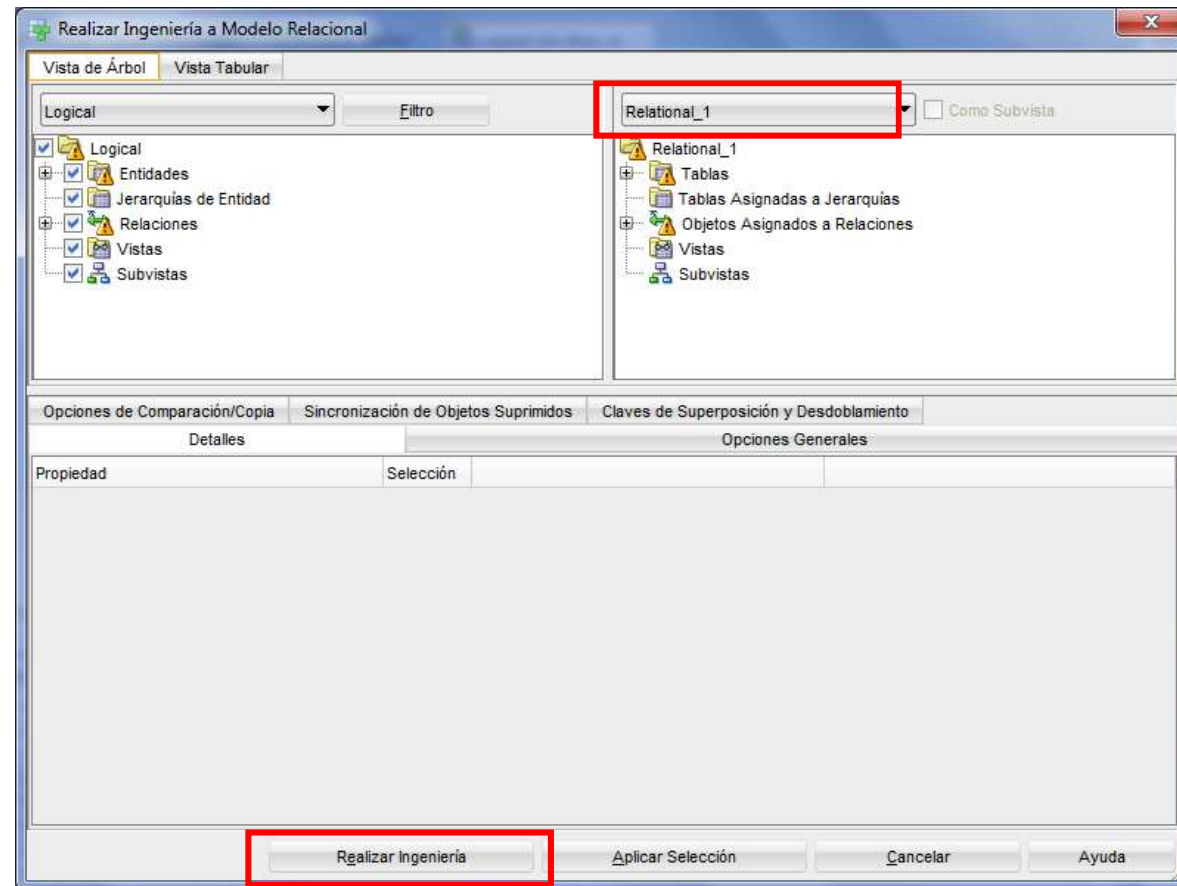 Realizar Ingeniería a Modelo Relacional
Vista de Árbol Vista Tabular
Logical Filtro Relational_1 Como Subvista
Logical
Entidades
Jerarquías de Entidad
Relaciones
Vistas
Subvistas
Relational_1
Tablas
Tablas Asignadas a Jerarquías
Objetos Asignados a Relaciones
Vistas
Subvistas
Opciones de Comparación/Copia Sincronización de Objetos Suprimidos Claves de Superposición y Desdoblamiento
Detalles Opciones Generales
Propiedad Selección
Realizar Ingeniería Aplicar Selección Cancelar Ayuda